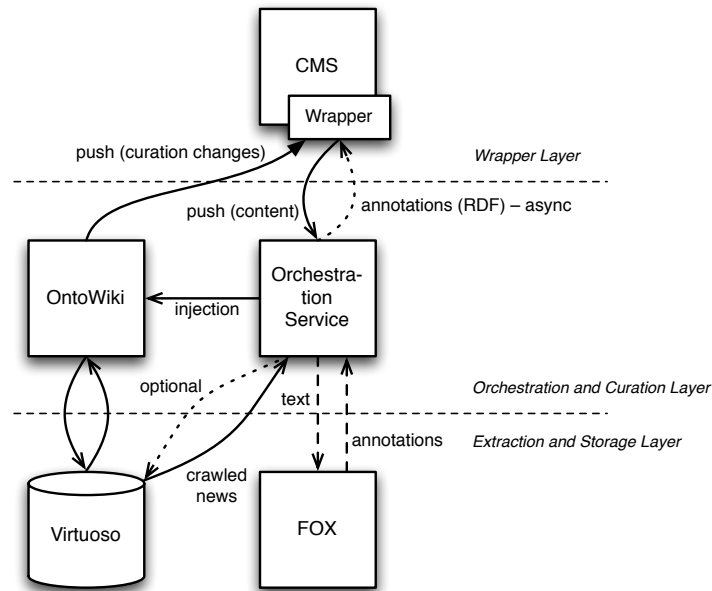 CMS
Wrapper
push (curation changes)
Wrapper Layer
push (content)
annotations (RDF) – async
OntoWiki
Orchestra-
tion
Service
injection
optional
text
Orchestration and Curation Layer
annotations
Extraction and Storage Layer
crawled
news
Virtuoso
FOX